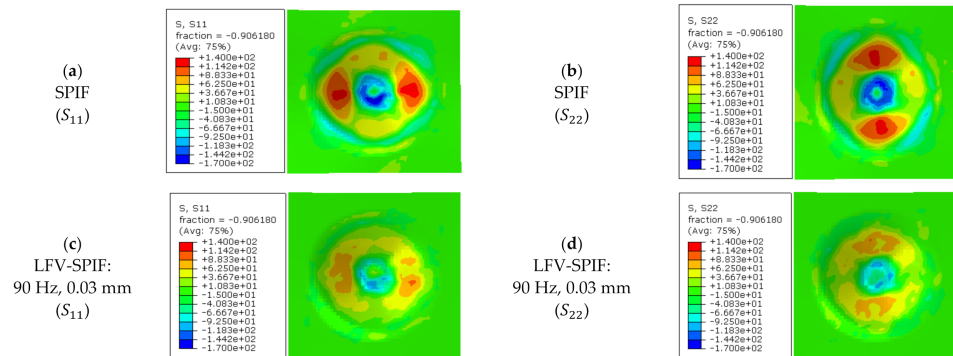 (a)
SPIF
(S11)
S, S11
fraction = -0.906180
(Avg: 75%)
+1.400e+02
+1.142e+02
+8.833e+01
+6.250e+01
+3.667e+01
+1.083e+01
-1.500e+01
-4.083e+01
-6.667e+01
-9.250e+01
-1.183e+02
-1.442e+02
-1.700e+02
(b)
SPIF
(S22)
S, S22
fraction = -0.906180
(Avg: 75%)
+1.400e+02
+1.142e+02
+8.833e+01
+6.250e+01
+3.667e+01
+1.083e+01
-1.500e+01
-4.083e+01
-6.667e+01
-9.250e+01
-1.183e+02
-1.442e+02
-1.700e+02
(c)
LFV-SPIF:
90 Hz, 0.03 mm
(S11)
S, S11
fraction = -0.906180
(Avg: 75%)
+1.400e+02
+1.142e+02
+8.833e+01
+6.250e+01
+3.667e+01
+1.083e+01
-1.500e+01
-4.083e+01
-6.667e+01
-9.250e+01
-1.183e+02
-1.442e+02
-1.700e+02
(d)
LFV-SPIF:
90 Hz, 0.03 mm
(S22)
S, S22
fraction = -0.906180
(Avg: 75%)
+1.400e+02
+1.142e+02
+8.833e+01
+6.250e+01
+3.667e+01
+1.083e+01
-1.500e+01
-4.083e+01
-6.667e+01
-9.250e+01
-1.183e+02
-1.442e+02
-1.700e+02